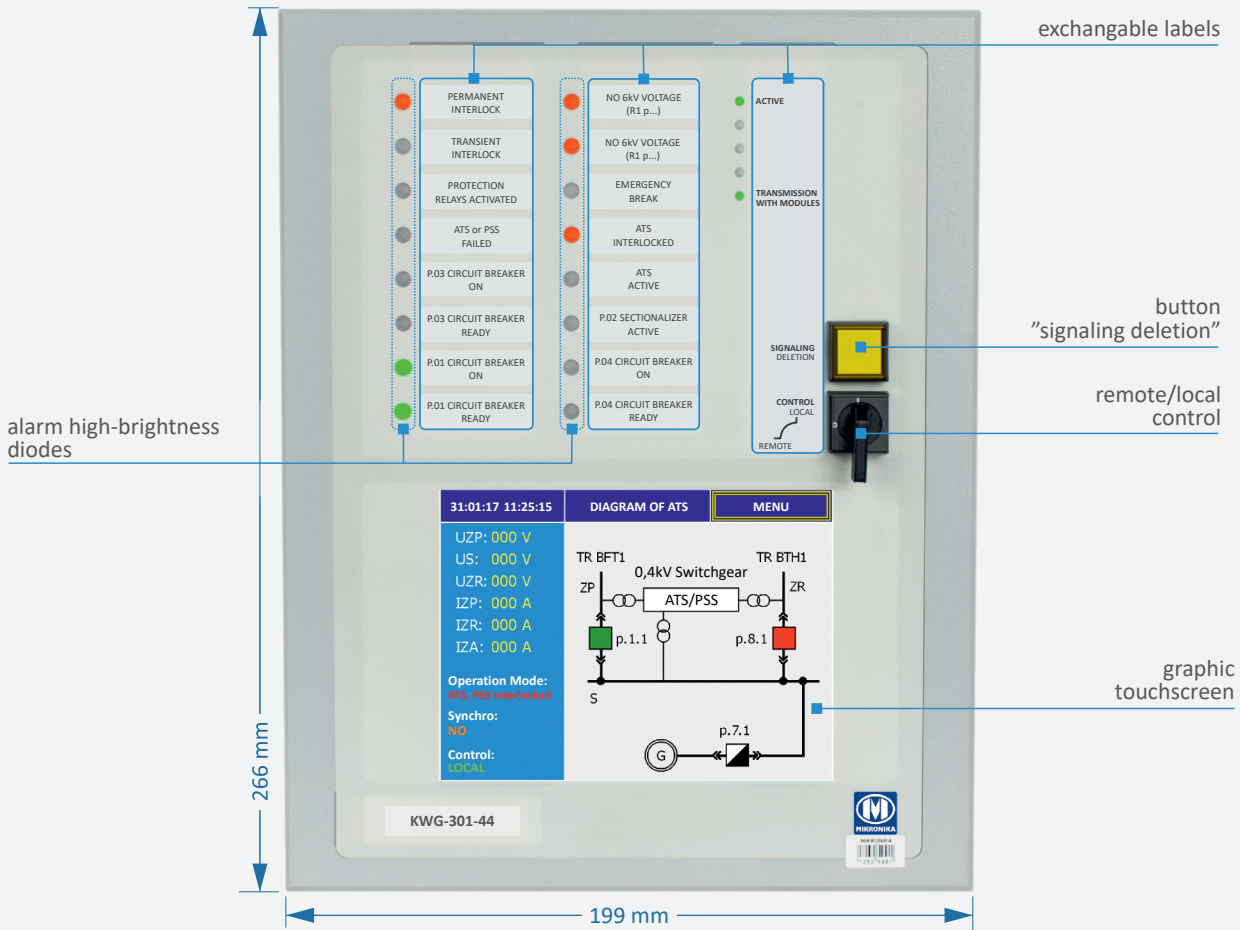 exchangable labels
PERMANENT
INTERLOCK
TRANSIENT
INTERLOCK
PROTECTION
RELAYS ACTIVATED
ATS or PSS
FAILED
P.03 CIRCUIT BREAKER
ON
P.03 CIRCUIT BREAKER
READY
P.01 CIRCUIT BREAKER
ON
P.01 CIRCUIT BREAKER
READY
NO 6kV VOLTAGE
(R1 p...)
NO 6kV VOLTAGE
(R1 p...)
EMERGENCY
BREAK
ATS
INTERLOCKED
ATS
ACTIVE
P.02 SECTIONALIZER
ACTIVE
P.04 CIRCUIT BREAKER
ON
P.04 CIRCUIT BREAKER
READY
ACTIVE
TRANSMISSION
WITH MODULES
SIGNALING
DELETION
CONTROL
LOCAL
REMOTE
button
”signaling deletion”
remote/local
control
alarm high-brightness
diodes
31:01:17 11:25:15
DIAGRAM OF ATS
MENU
UZP: 000 V
US: 000 V
UZR: 000 V
IZP: 000 A
IZR: 000 A
IZA: 000 A
Operation Mode:
ATS, PSS Interlocked
Synchro:
NO
Control:
LOCAL
TR BFT1
TR BTH1
0,4kV Switchgear
ZP
ZR
ATS/PSS
p.1.1
p.8.1
S
p.7.1
G
graphic
touchscreen
266 mm
KWG-301-44
MIKRONIKA
MIKRONIKA
199 mm